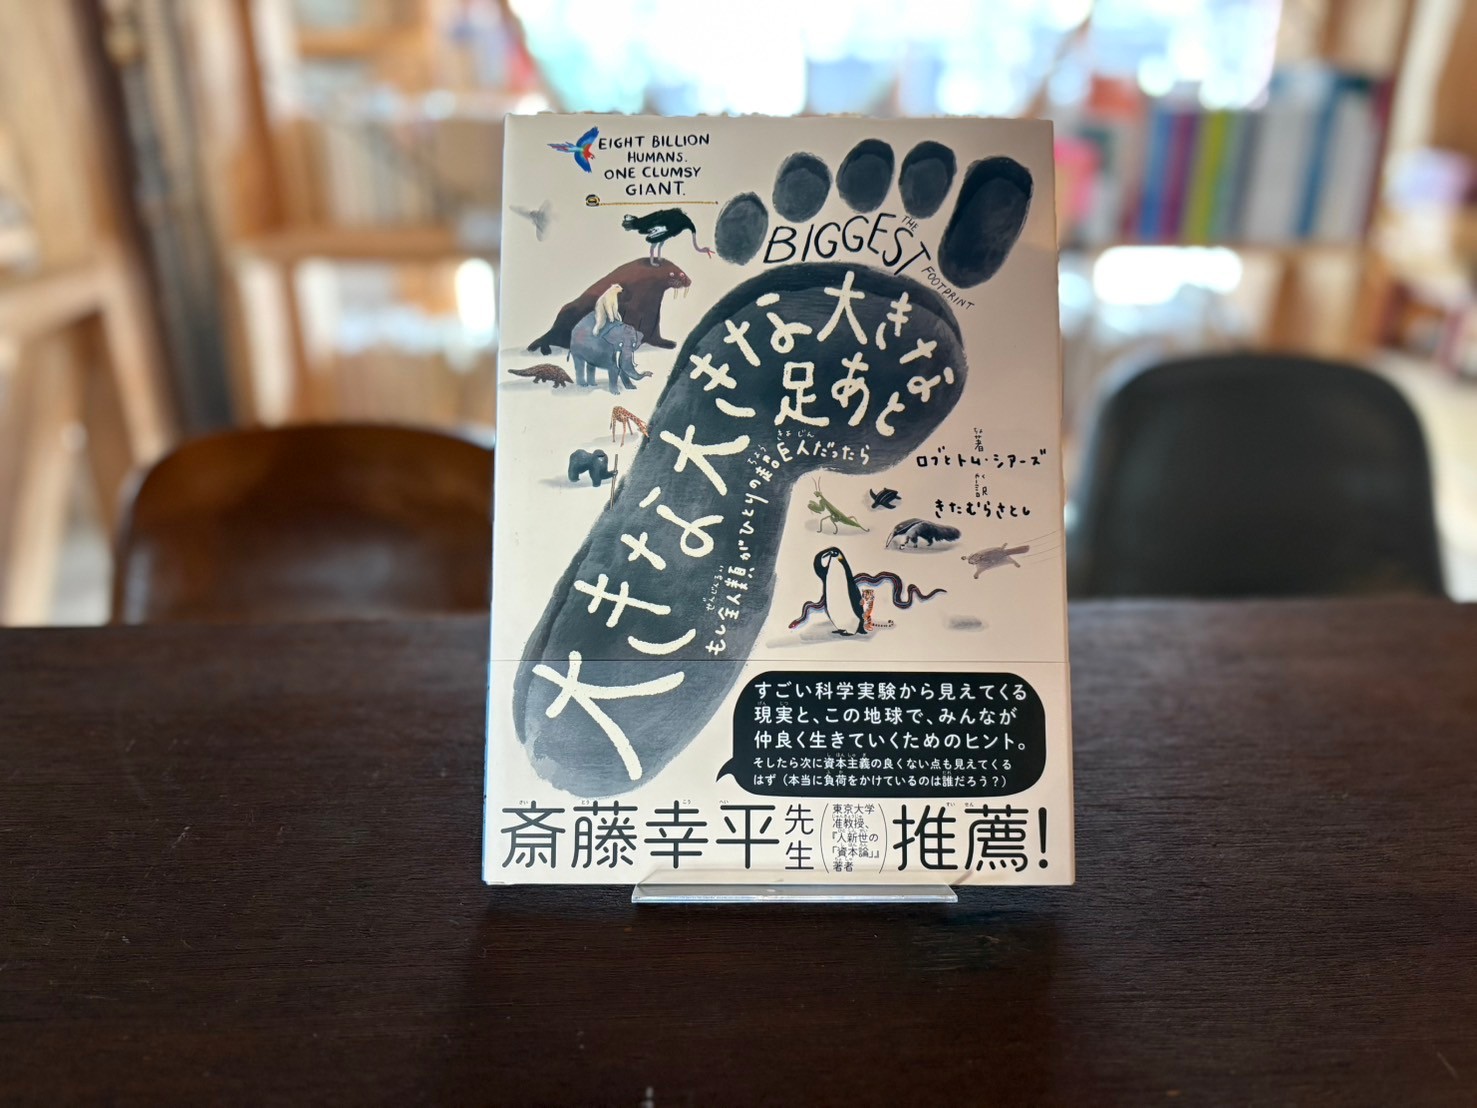 EIGHT BILLION
HUMANS.
ONE CLUMSY
GIANT.
THE
BIGGEST
FOOTPRINT
大きな大きな大きな大きな
足あと
もし全人類がひとりの超巨人だったら
著
ロブとトム・シアーズ
訳
きたむらさとし
すごい科学実験から見えてくる
現実と、この地球で、みんなが
仲良く生きていくためのヒント。
そしたら次に資本主義の良くない点も見えてくる
はず(本当に負荷をかけているのは誰だろう?)
斎藤幸平先生
東京大学
准教授、
『人新世の
「資本論」』
著者
推薦!